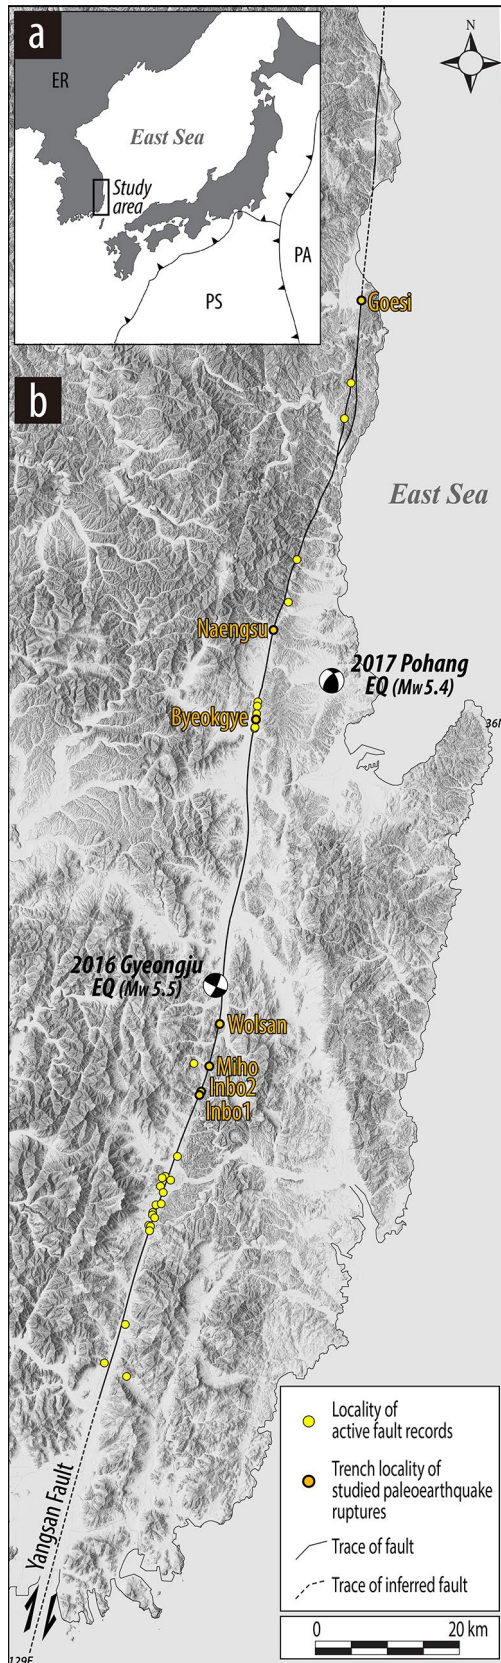 a
ER
East Sea
Study
area
PA
PS
b
Goesi
East Sea
Naengsu
2017 Pohang
EQ (Mw 5.4)
Byeokgye
36N
2016 Gyeongju
EQ (Mw 5.5)
Wolsan
Miho
Inbo2
Inbo1
Yangsan Fault
Locality of
active fault records
Trench locality of
studied paleoearthquake
ruptures
Trace of fault
Trace of inferred fault
0 20 km
129E